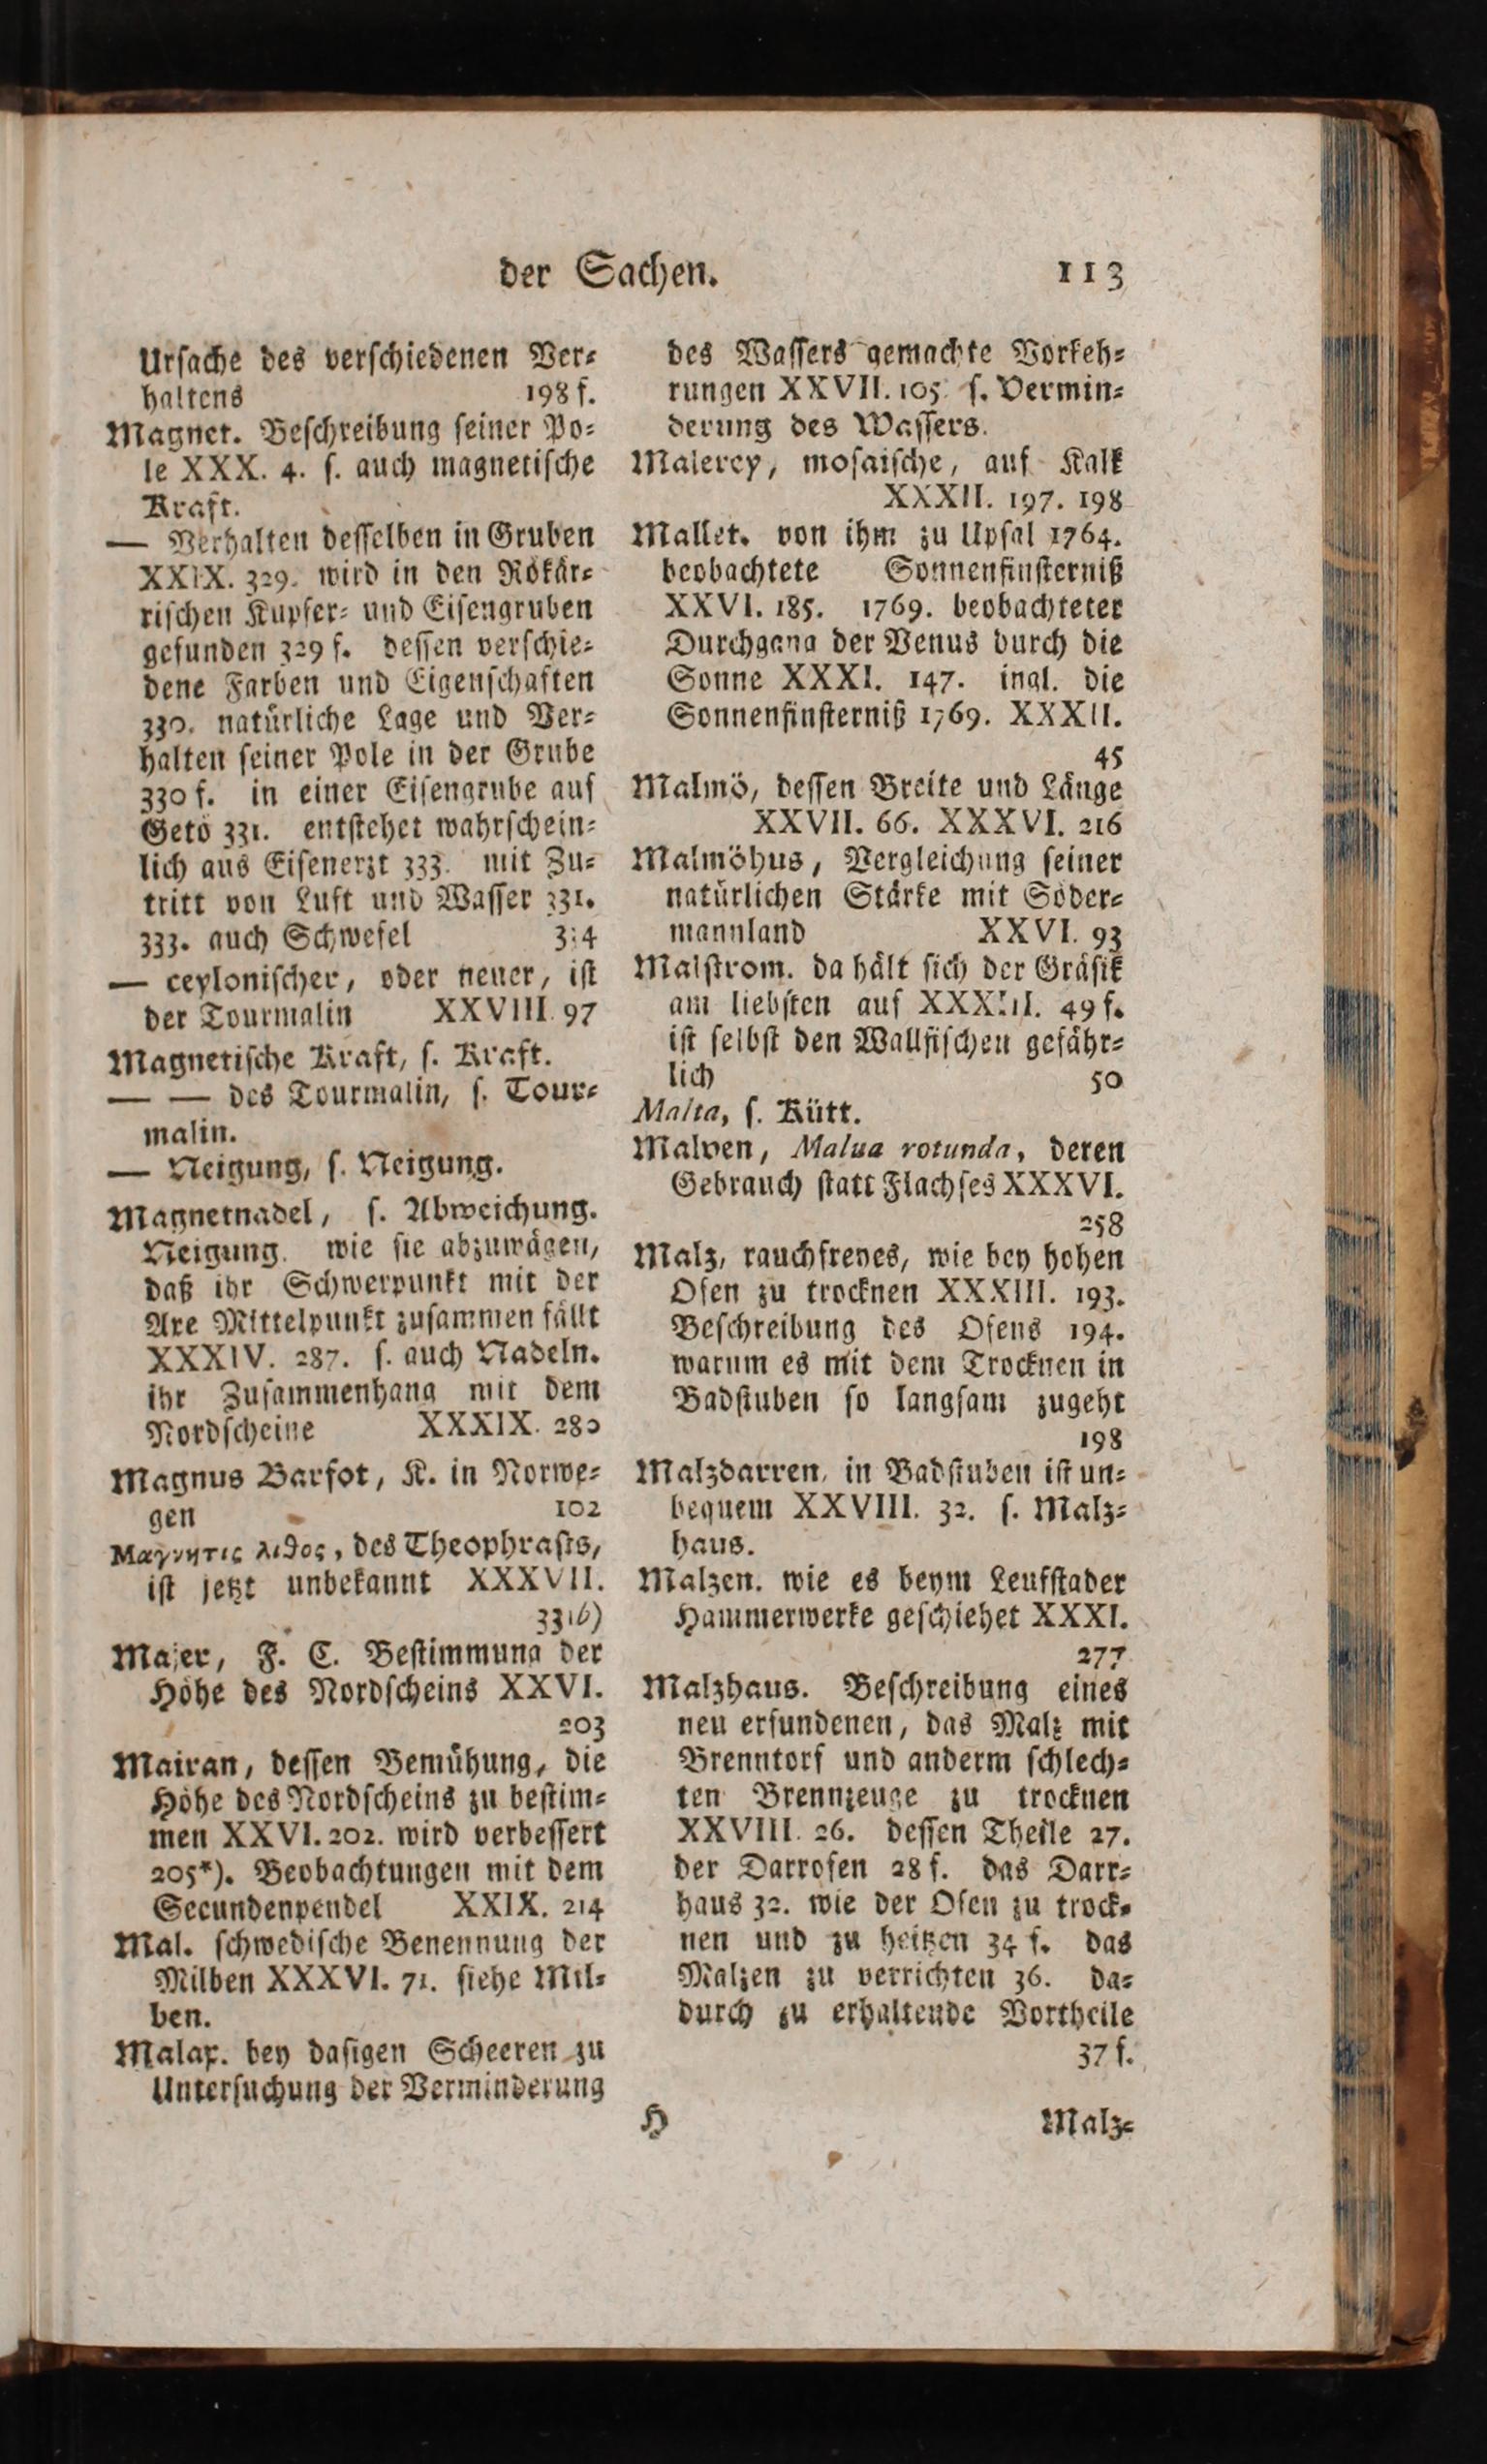 der Sachen. 113
Urſache des verſchiedenen Ver⸗
haltens 198 f.
Magnet. Beſchreibung ſeiner Po⸗
le XXX. 4. ſ. auch magnetiſche
Kraft.
— Verhalten deſſelben in Gruben
XXIX. 329. wird in den Rökär⸗
riſchen Kupfer⸗ und Eiſengruben
gefunden 329 f. deſſen verſchie⸗
dene Farben und Eigenſchaften
330. natürliche Lage und Ver⸗
halten ſeiner Pole in der Grube
330 f. in einer Eiſengrube auf
Getö 331. entſtehet wahrſchein⸗
lich aus Eiſenerzt 333. mit Zu⸗
tritt von Luft und Waſſer 331.
333. auch Schwefel 334
— ceyloniſcher, oder neuer, iſt
der Tourmalin XXVIII. 97
Magnetiſche Kraft, ſ. Kraft.
— — des Tourmalin, ſ. Tour⸗
malin.
— Neigung, ſ. Neigung.
Magnetnadel, ſ. Abweichung.
Neigung. wie ſie abzuwägen,
daß ihr Schwerpunkt mit der
Axe Mittelpunkt zuſammen fällt
XXXIV. 287. ſ. auch Nadeln.
ihr Zuſammenhang mit dem
Nordſcheine XXXIX. 280
Magnus Barfot, K. in Norwe⸗
gen 102
Μαγνητις λιθος, des Theophraſts,
iſt jetzt unbekannt XXXVII.
331b)
Majer, F. C. Beſtimmung der
Höhe des Nordſcheins XXVI.
203
Mairan, deſſen Bemühung, die
Höhe des Nordſcheins zu beſtim⸗
men XXVI. 202. wird verbeſſert
205*). Beobachtungen mit dem
Secundenpendel XXIX. 214
Mal. ſchwediſche Benennung der
Milben XXXVI. 71. ſiehe Mil⸗
ben.
Malax. bey daſigen Scheeren zu
Unterſuchung der Verminderung
des Waſſers gemachte Vorkeh⸗
rungen XXVII. 105. ſ. Vermin⸗
derung des Waſſers.
Malerey, moſaiſche, auf Kalk
XXXII. 197. 198
Mallet. von ihm zu Upſal 1764.
beobachtete Sonnenfinſterniß
XXVI. 185. 1769. beobachteter
Durchgang der Venus durch die
Sonne XXXI. 147. ingl. die
Sonnenfinſterniß 1769. XXXII.
45
Malmö, deſſen Breite und Länge
XXVII. 66. XXXVI. 216
Malmöhus, Vergleichung ſeiner
natürlichen Stärke mit Söder⸗
mannland XXVI. 93
Malſtrom. da hält ſich der Gräſik
am liebſten auf XXXIII. 49 f.
iſt ſelbſt den Wallfiſchen gefähr⸗
lich 50
Malta, ſ. Kütt.
Malven, Malua rotunda, deren
Gebrauch ſtatt Flachſes XXXVI.
258
Malz, rauchfreyes, wie bey hohen
Ofen zu trocknen XXXIII. 193.
Beſchreibung des Ofens 194.
warum es mit dem Trocknen in
Badſtuben ſo langſam zugeht
198
Malzdarren, in Badſtuben iſt un⸗
bequem XXVIII. 32. ſ. Malz⸗
haus.
Malzen. wie es beym Leufſtader
Hammerwerke geſchiehet XXXI.
277
Malzhaus. Beſchreibung eines
neu erfundenen, das Malz mit
Brenntorf und anderm ſchlech⸗
ten Brennzeuge zu trocknen
XXVIII. 26. deſſen Theile 27.
der Darrofen 28 f. das Darr⸗
haus 32. wie der Ofen zu trock⸗
nen und zu heitzen 34 f. das
Malzen zu verrichten 36. da⸗
durch zu erhaltende Vortheile
37 f.
H Malz⸗